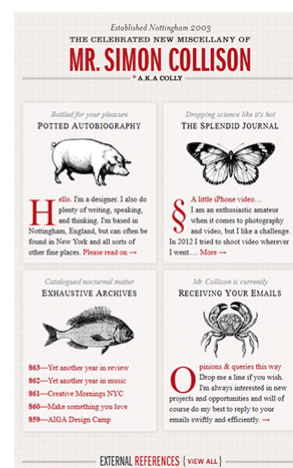 Established Nottingham 2003
THE CELEBRATED NEW MISCELLANY OF
MR. SIMON COLLISON
*A.K.A COLLY
Bottled for your pleasure
POTTED AUTOBIOGRAPHY
Hello. I'm a designer. I also do
plenty of writing, speaking,
and thinking. I'm based in
Nottingham, England, but can often be
found in New York and all sorts of
other fine places. Please read on →
Dropping science like it's hot
THE SPLENDID JOURNAL
§ A little iPhone video…
I am an enthusiastic amateur
when it comes to photography
and video, but I like a challenge.
In 2012 I tried to shoot video wherever
I went.… More →
Catalogued nocturnal matter
EXHAUSTIVE ARCHIVES
863—Yet another year in review
862—Yet another year in music
861—Creative Mornings NYC
860—Make something you love
859—AIGA Design Camp
Mr. Collison is currently
RECEIVING YOUR EMAILS
Opinions & queries this way
Drop me a line if you wish.
I'm always interested in new
projects and opportunities and will of
course do my best to reply to your
emails swiftly and efficiently. →
EXTERNAL REFERENCES { VIEW ALL }